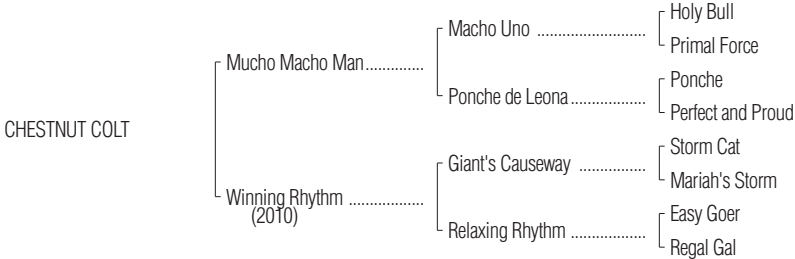 Holy Bull
Macho Uno ..........................
Primal Force
Mucho Macho Man..............
Ponche
Ponche de Leona..................
Perfect and Proud
CHESTNUT COLT
Storm Cat
Giant's Causeway ................
Mariah's Storm
Winning Rhythm ..................
(2010)
Easy Goer
Relaxing Rhythm ..................
Regal Gal